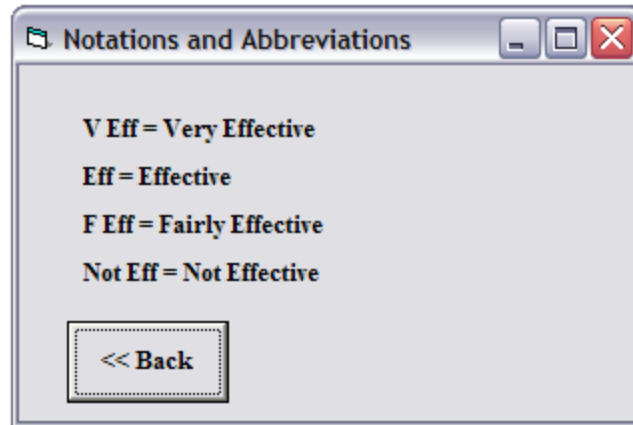 Notations and Abbreviations
V Eff = Very Effective
Eff = Effective
F Eff = Fairly Effective
Not Eff = Not Effective
<< Back